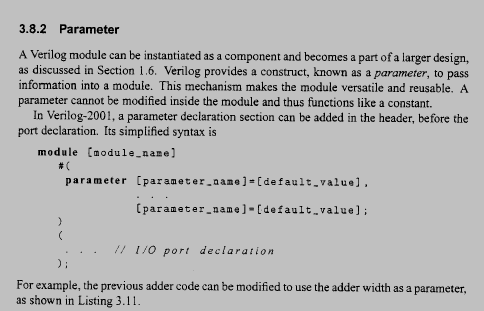 3.8.2 Parameter
A Verilog module can be instantiated as a component and becomes a part of a larger design,
as discussed in Section 1.6. Verilog provides a construct, known as a parameter, to pass
information into a module. This mechanism makes the module versatile and reusable. A
parameter cannot be modified inside the module and thus functions like a constant.
In Verilog-2001, a parameter declaration section can be added in the header, before the
port declaration. Its simplified syntax is
module [module_name]
#(
parameter [parameter_name]=[default_value],
. . .
[parameter_name]=[default_value];
)
(
. . . // I/O port declaration
);
For example, the previous adder code can be modified to use the adder width as a parameter,
as shown in Listing 3.11.